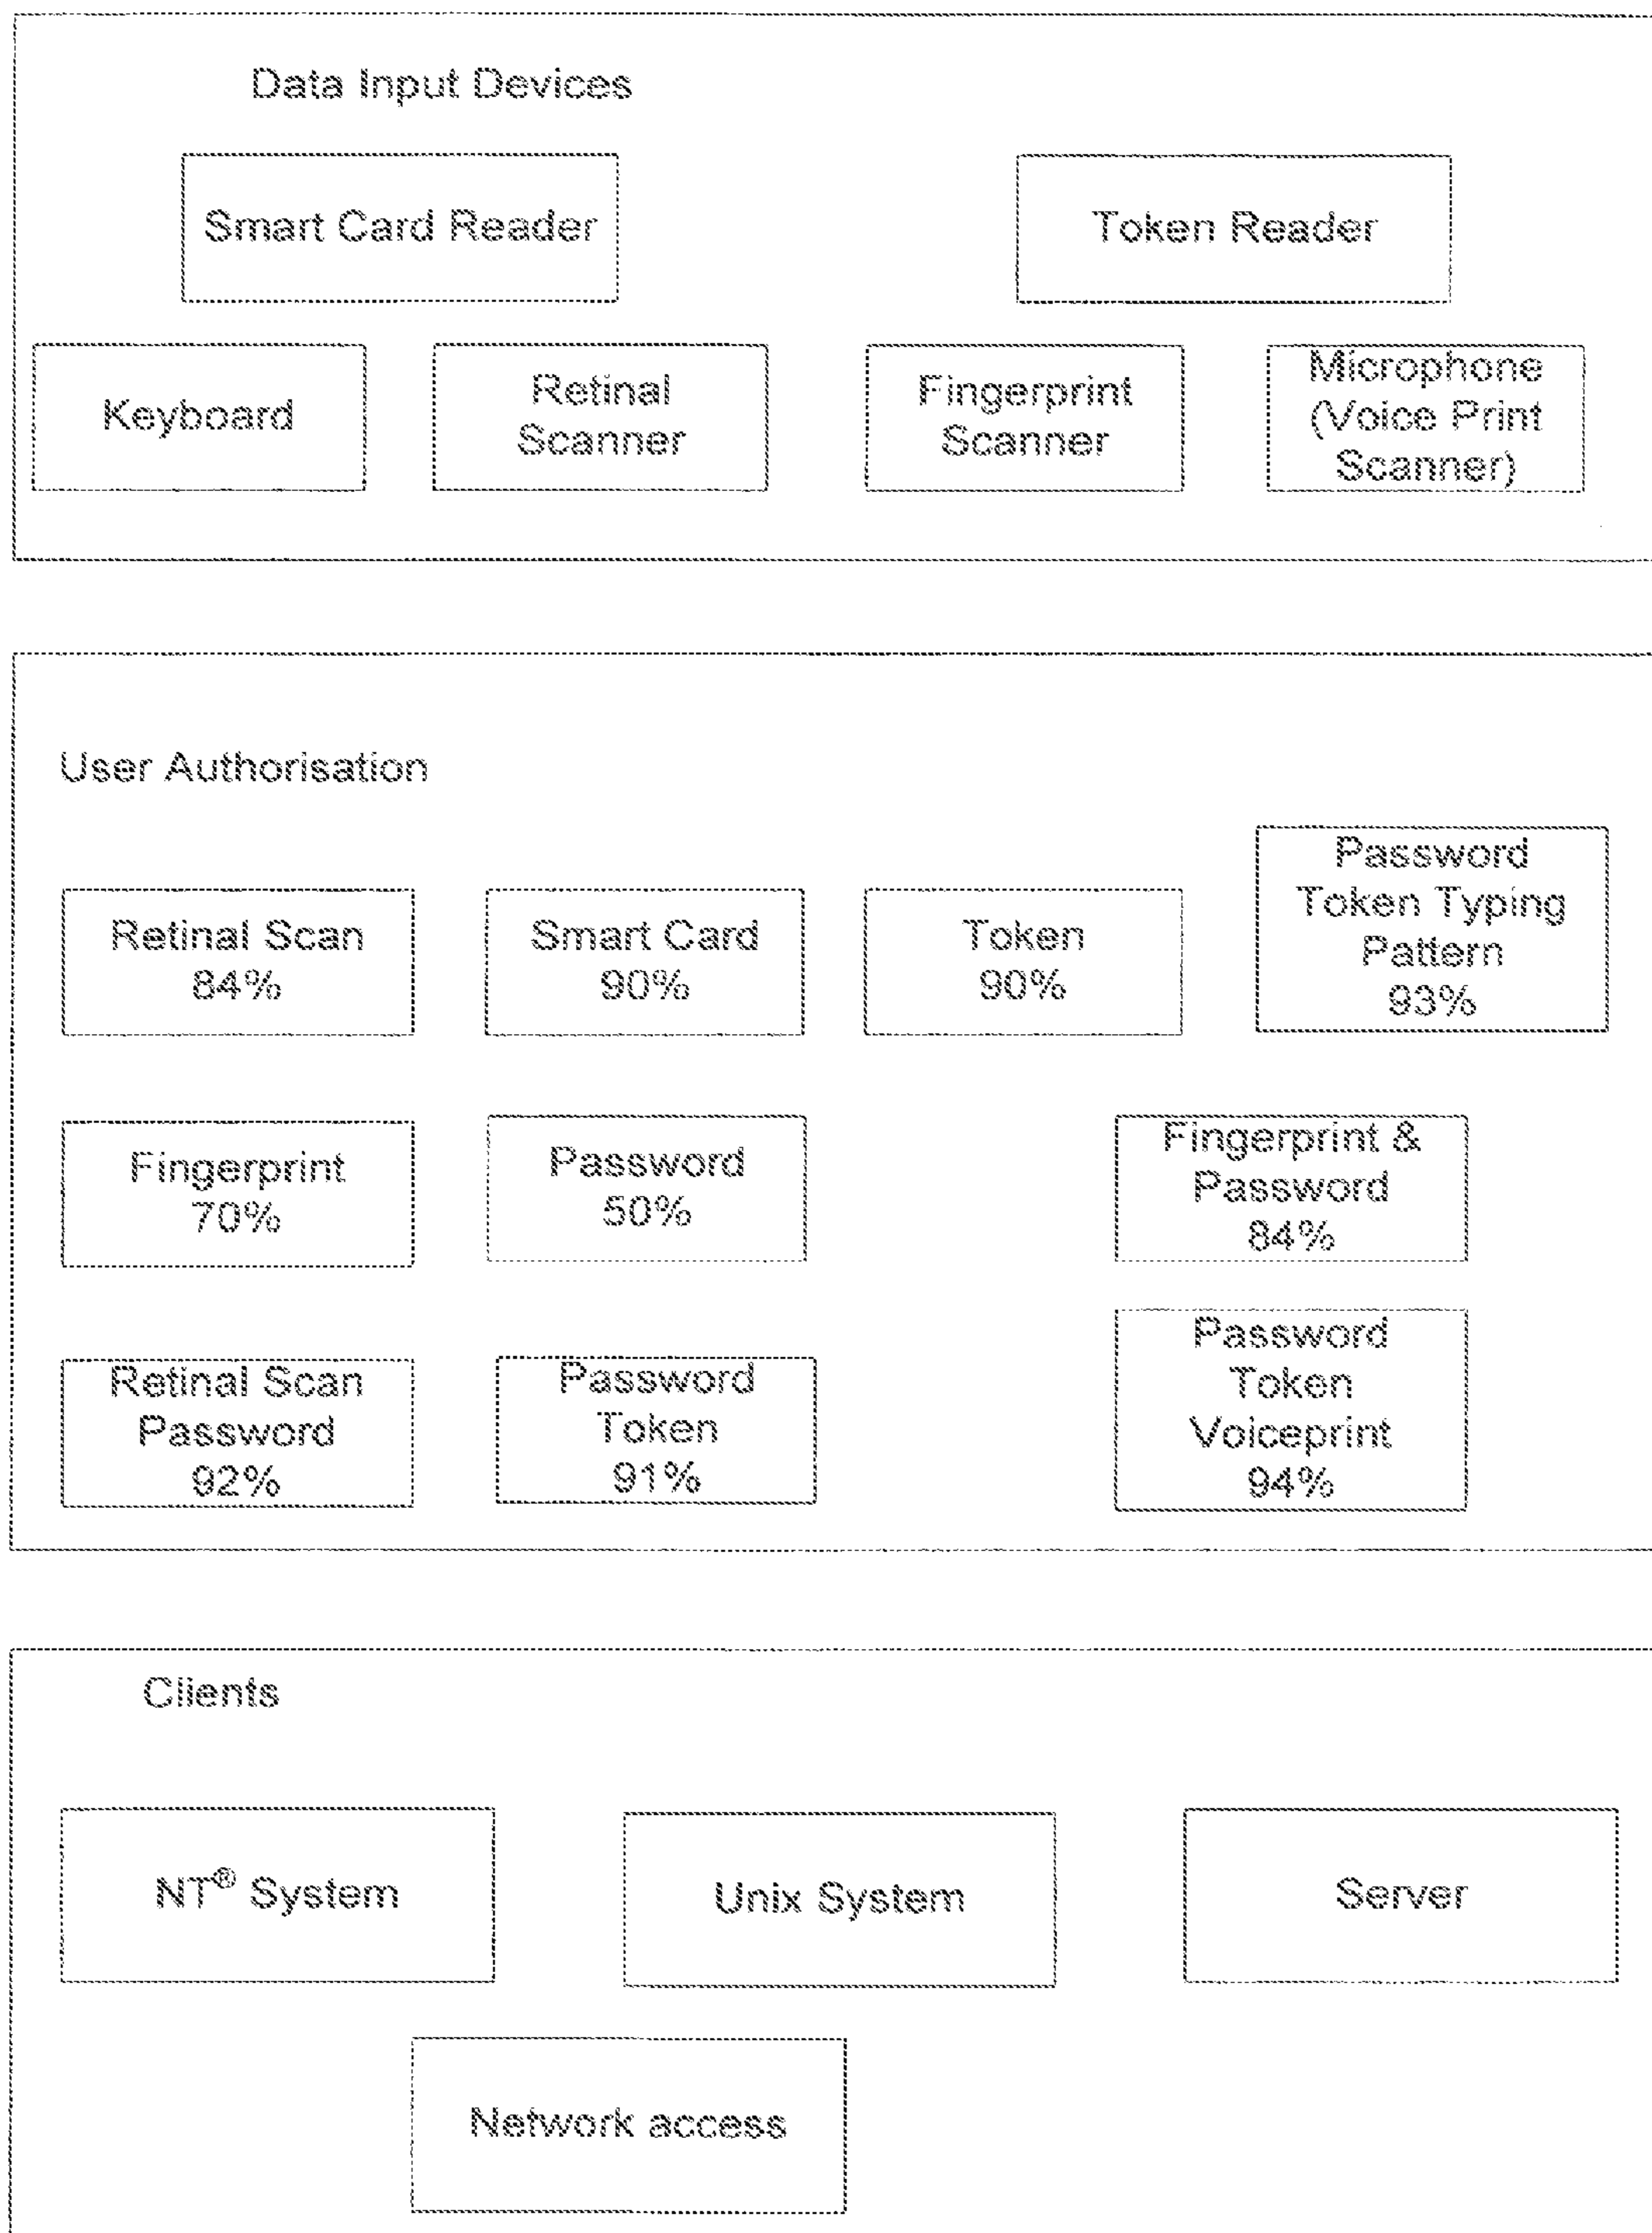 Data Input Devices
Smart Card Reader
Token Reader
Keyboard
Retinal
Scanner
Fingerprint
Scanner
Microphone
(Voice Print
Scanner)
User Authorisation
Retinal Scan
84%
Smart Card
90%
Token
90%
Password
Token Typing
Pattern
93%
Fingerprint
70%
Password
50%
Fingerprint &
Password
84%
Retinal Scan
Password
92%
Password
Token
91%
Password
Token
Voiceprint
94%
Clients
NT® System
Unix System
Server
Network access